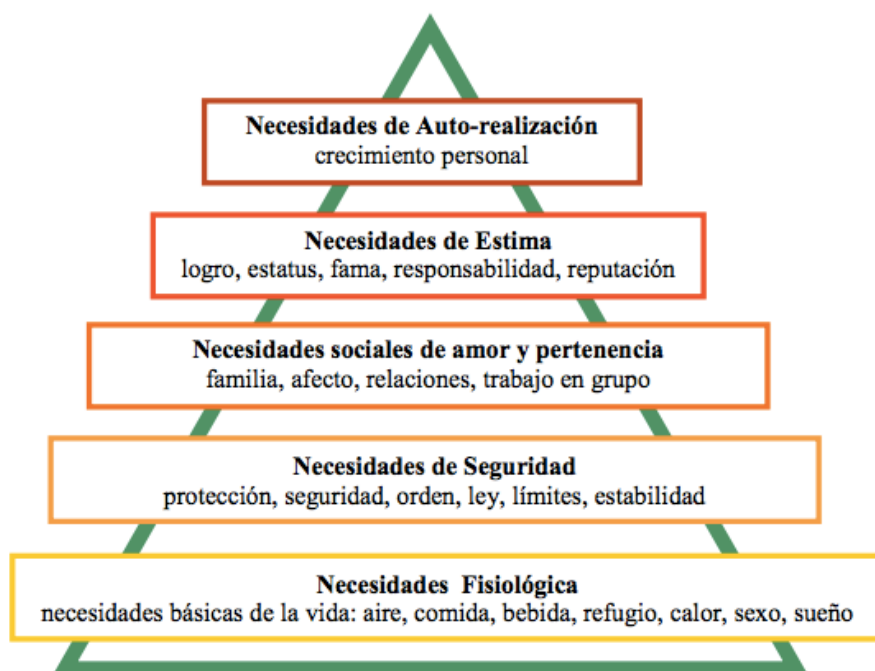 Necesidades de Auto-realización
crecimiento personal
Necesidades de Estima
logro, estatus, fama, responsabilidad, reputación
Necesidades sociales de amor y pertenencia
familia, afecto, relaciones, trabajo en grupo
Necesidades de Seguridad
protección, seguridad, orden, ley, límites, estabilidad
Necesidades  Fisiológica
necesidades básicas de la vida: aire, comida, bebida, refugio, calor, sexo, sueño